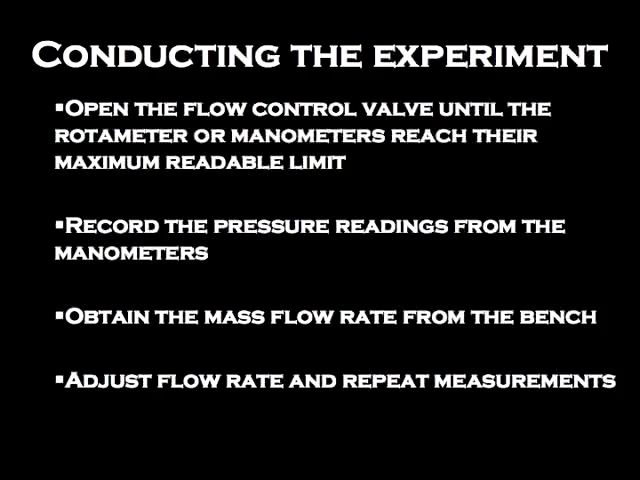 Conducting the experiment
▪Open the flow control valve until the
rotameter or manometers reach their
maximum readable limit
▪Record the pressure readings from the
manometers
▪Obtain the mass flow rate from the bench
▪Adjust flow rate and repeat measurements